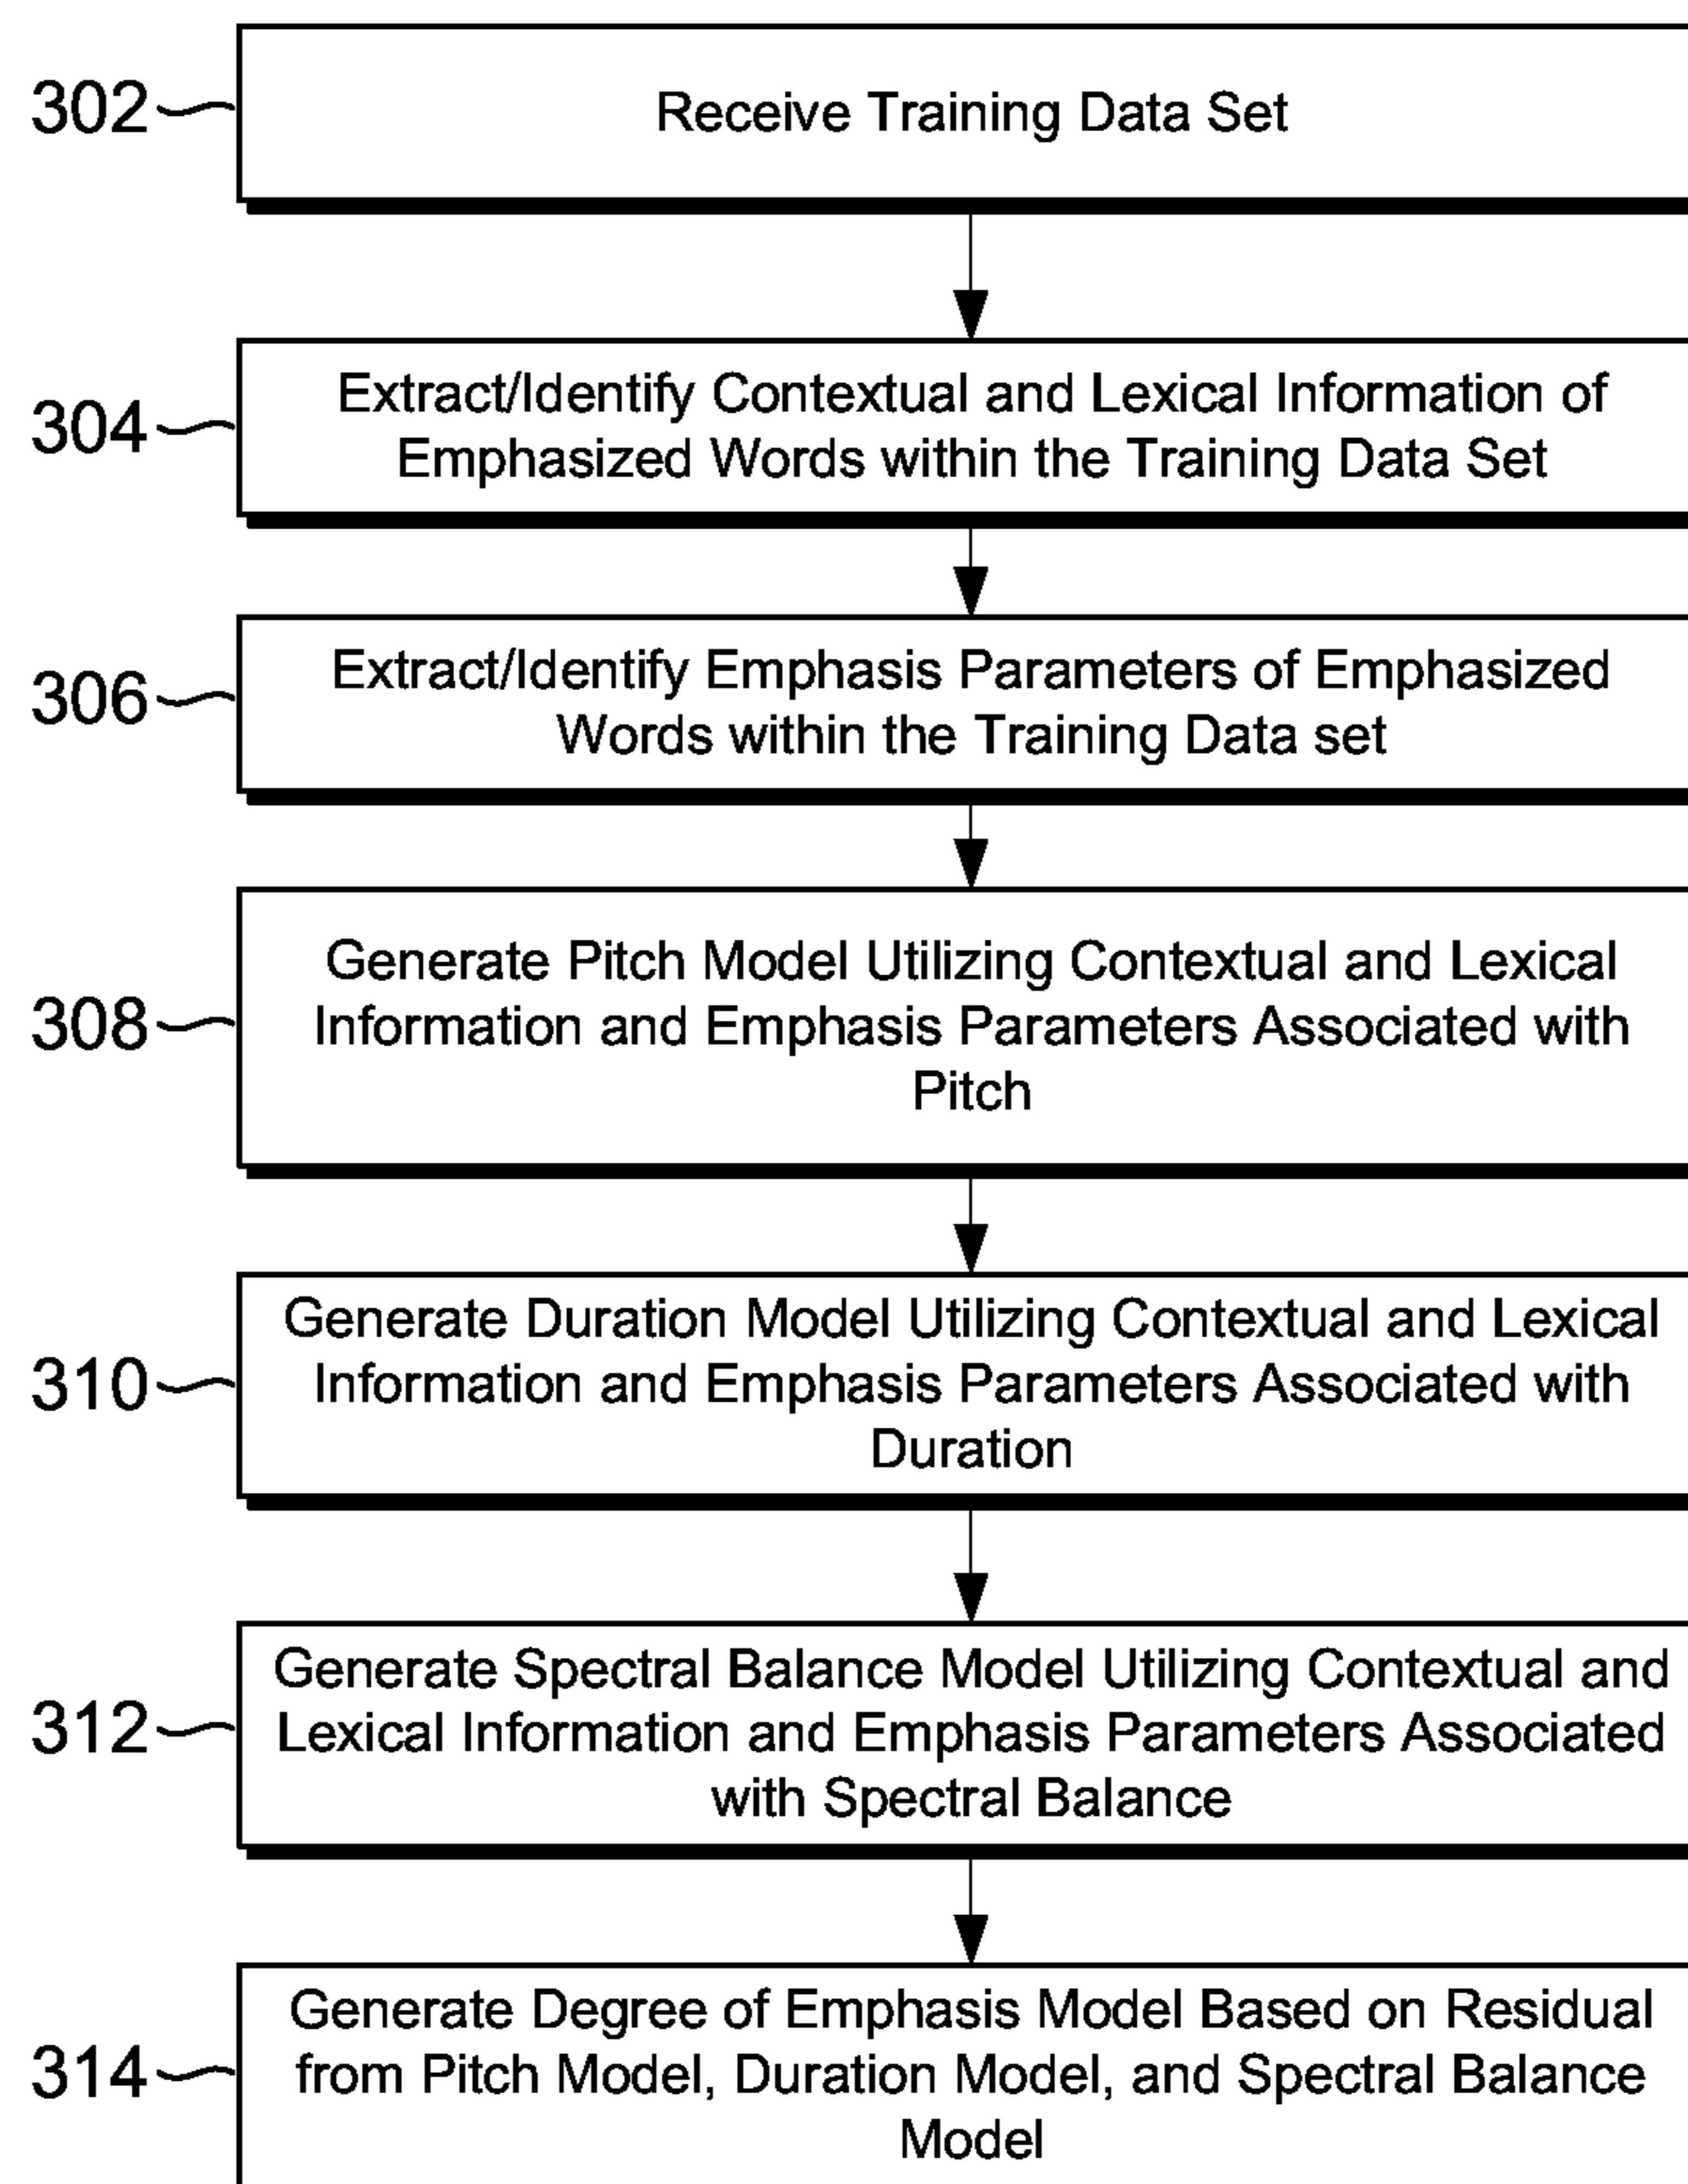 302
Receive Training Data Set
304
Extract/Identify Contextual and Lexical Information of
Emphasized Words within the Training Data Set
306
Extract/Identify Emphasis Parameters of Emphasized
Words within the Training Data set
308
Generate Pitch Model Utilizing Contextual and Lexical
Information and Emphasis Parameters Associated with
Pitch
310
Generate Duration Model Utilizing Contextual and Lexical
Information and Emphasis Parameters Associated with
Duration
312
Generate Spectral Balance Model Utilizing Contextual and
Lexical Information and Emphasis Parameters Associated
with Spectral Balance
314
Generate Degree of Emphasis Model Based on Residual
from Pitch Model, Duration Model, and Spectral Balance
Model